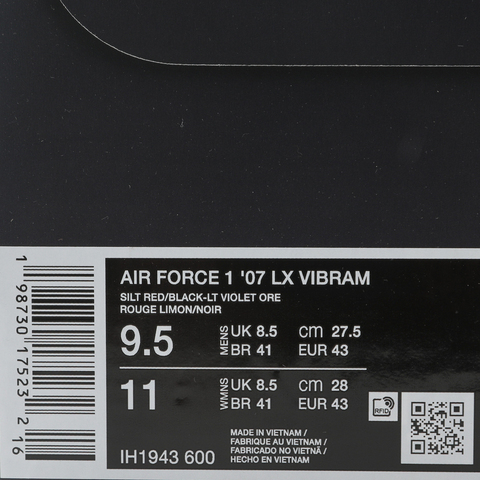 AIR FORCE 1 '07 LX VIBRAM
SILT RED/BLACK-LT VIOLET ORE
ROUGE LIMON/NOIR
9.5 MENS UK 8.5 cm 27.5
BR 41 EUR 43
11 WMNS UK 8.5 cm 28
BR 41 EUR 43
RFID
MADE IN VIETNAM /
FABRIQUE AU VIETNAM /
FABRICADO NO VIETNÃ /
HECHO EN VIETNAM
IH1943 600
1 98730 17523 2 16